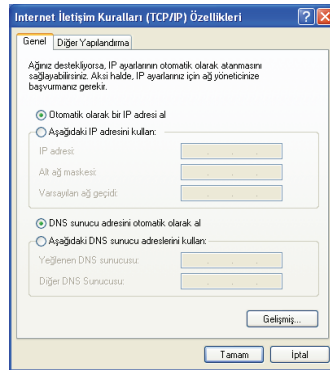 Internet İletişim Kuralları (TCP/IP) Özellikleri
Genel
Diğer Yapılandırma
Ağınız destekliyorsa, IP ayarlarının otomatik olarak atanmasını
sağlayabilirsiniz. Aksi halde, IP ayarlarınız için ağ yöneticinize
başvurmanız gerekir.
Otomatik olarak bir IP adresi al
Aşağıdaki IP adresini kullan:
IP adresi:
Alt ağ maskesi:
Varsayılan ağ geçidi:
DNS sunucu adresini otomatik olarak al
Aşağıdaki DNS sunucu adreslerini kullan:
Yeğlenen DNS sunucusu:
Diğer DNS Sunucusu:
Gelişmiş...
Tamam
İptal